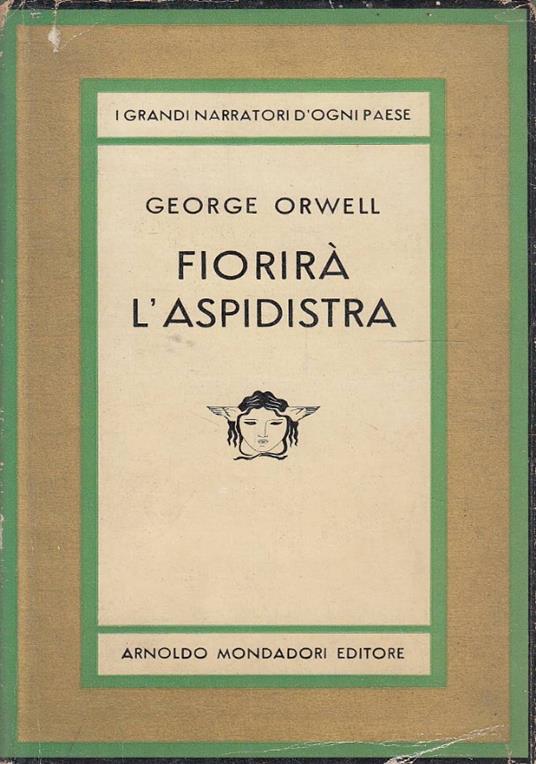 I GRANDI NARRATORI D'OGNI PAESE
GEORGE ORWELL
FIORIRÀ
L'ASPIDISTRA
ARNOLDO MONDADORI EDITORE